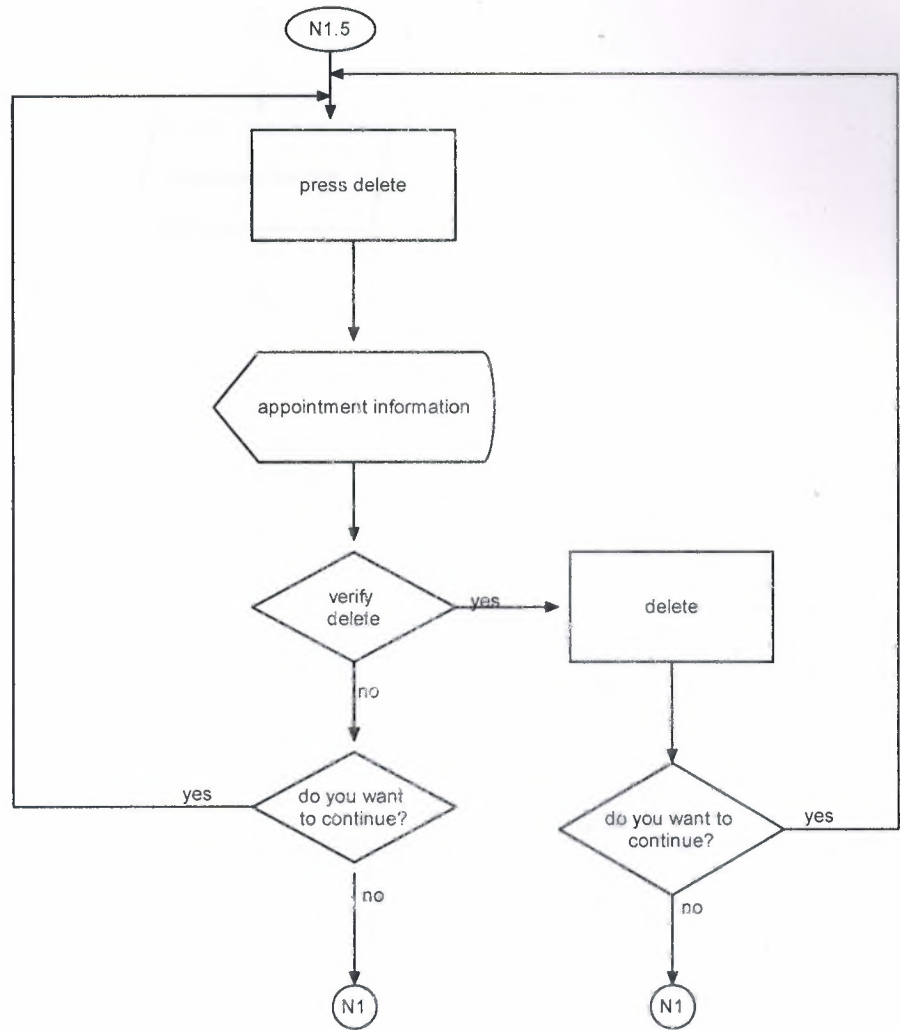 N1.5
press delete
appointment information
verify
delete
yes
delete
no
do you want
to continue?
yes
do you want to
continue?
yes
no
no
N1
N1